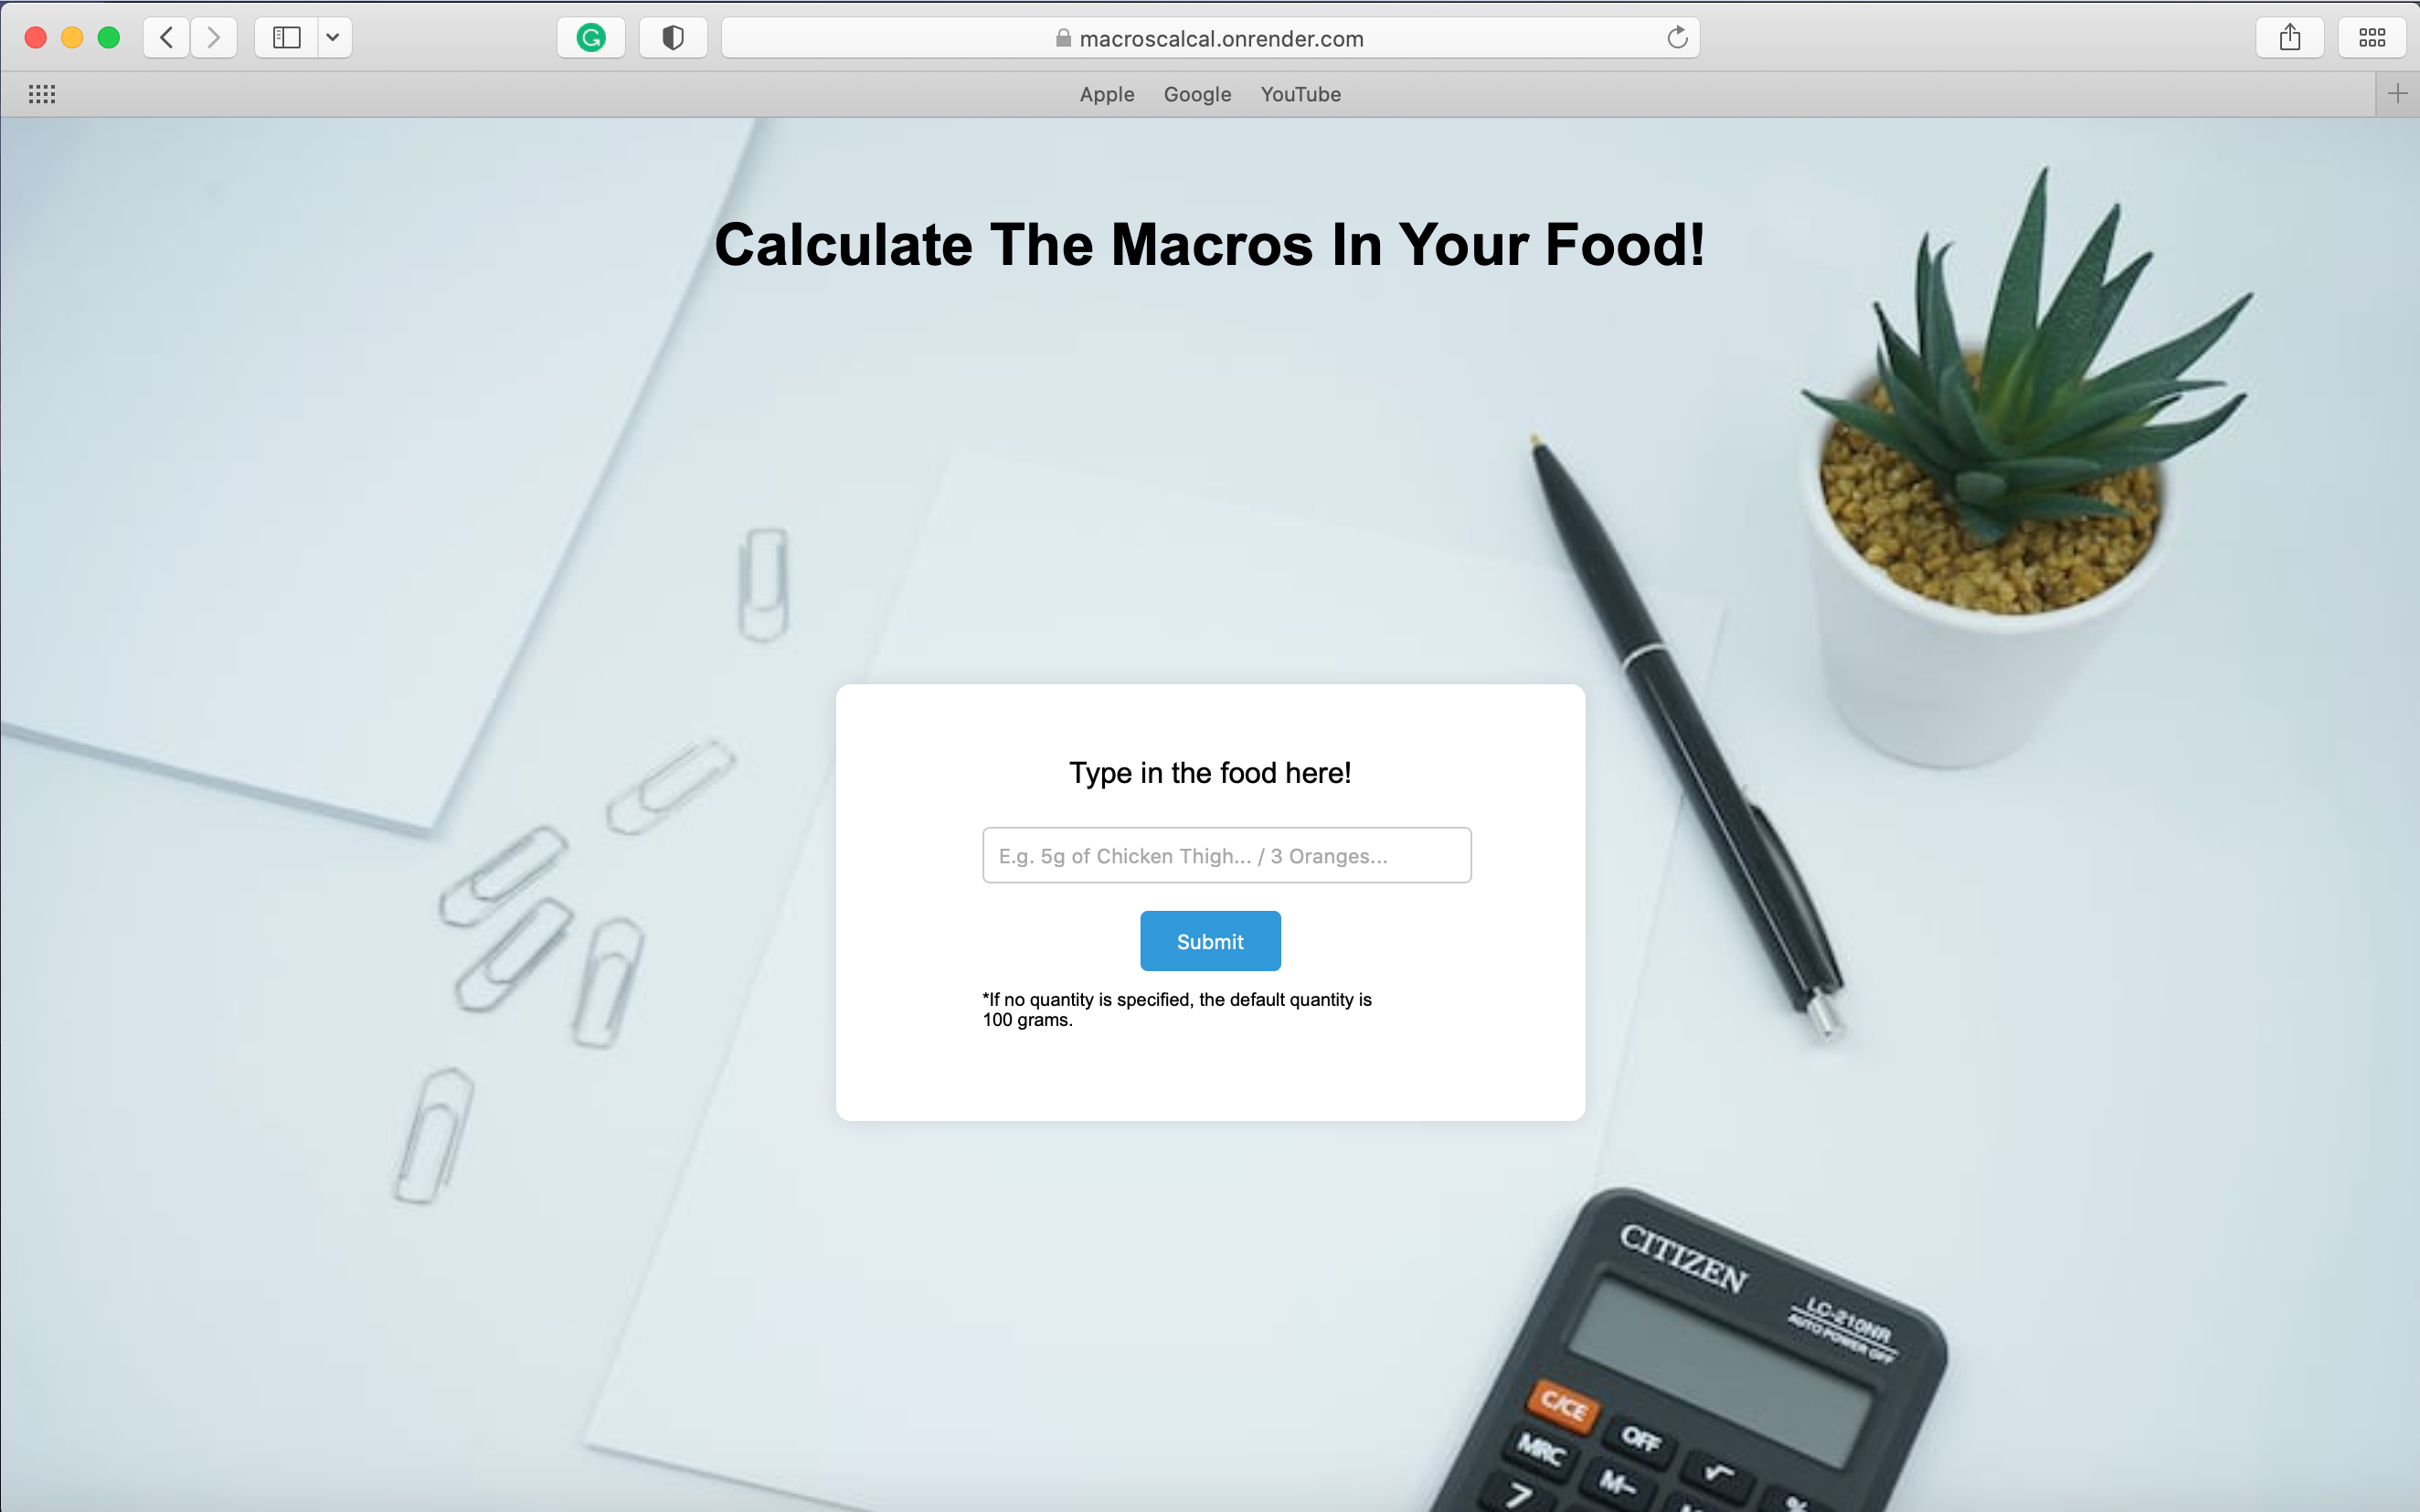 macroscalcal.onrender.com
Apple Google YouTube
Calculate The Macros In Your Food!
Type in the food here!
E.g. 5g of Chicken Thigh... / 3 Oranges...
Submit
*If no quantity is specified, the default quantity is
100 grams.
CITIZEN
LC-210NR
AUTO POWER OFF
C/CE
OFF
√
MRC
M−
%
7